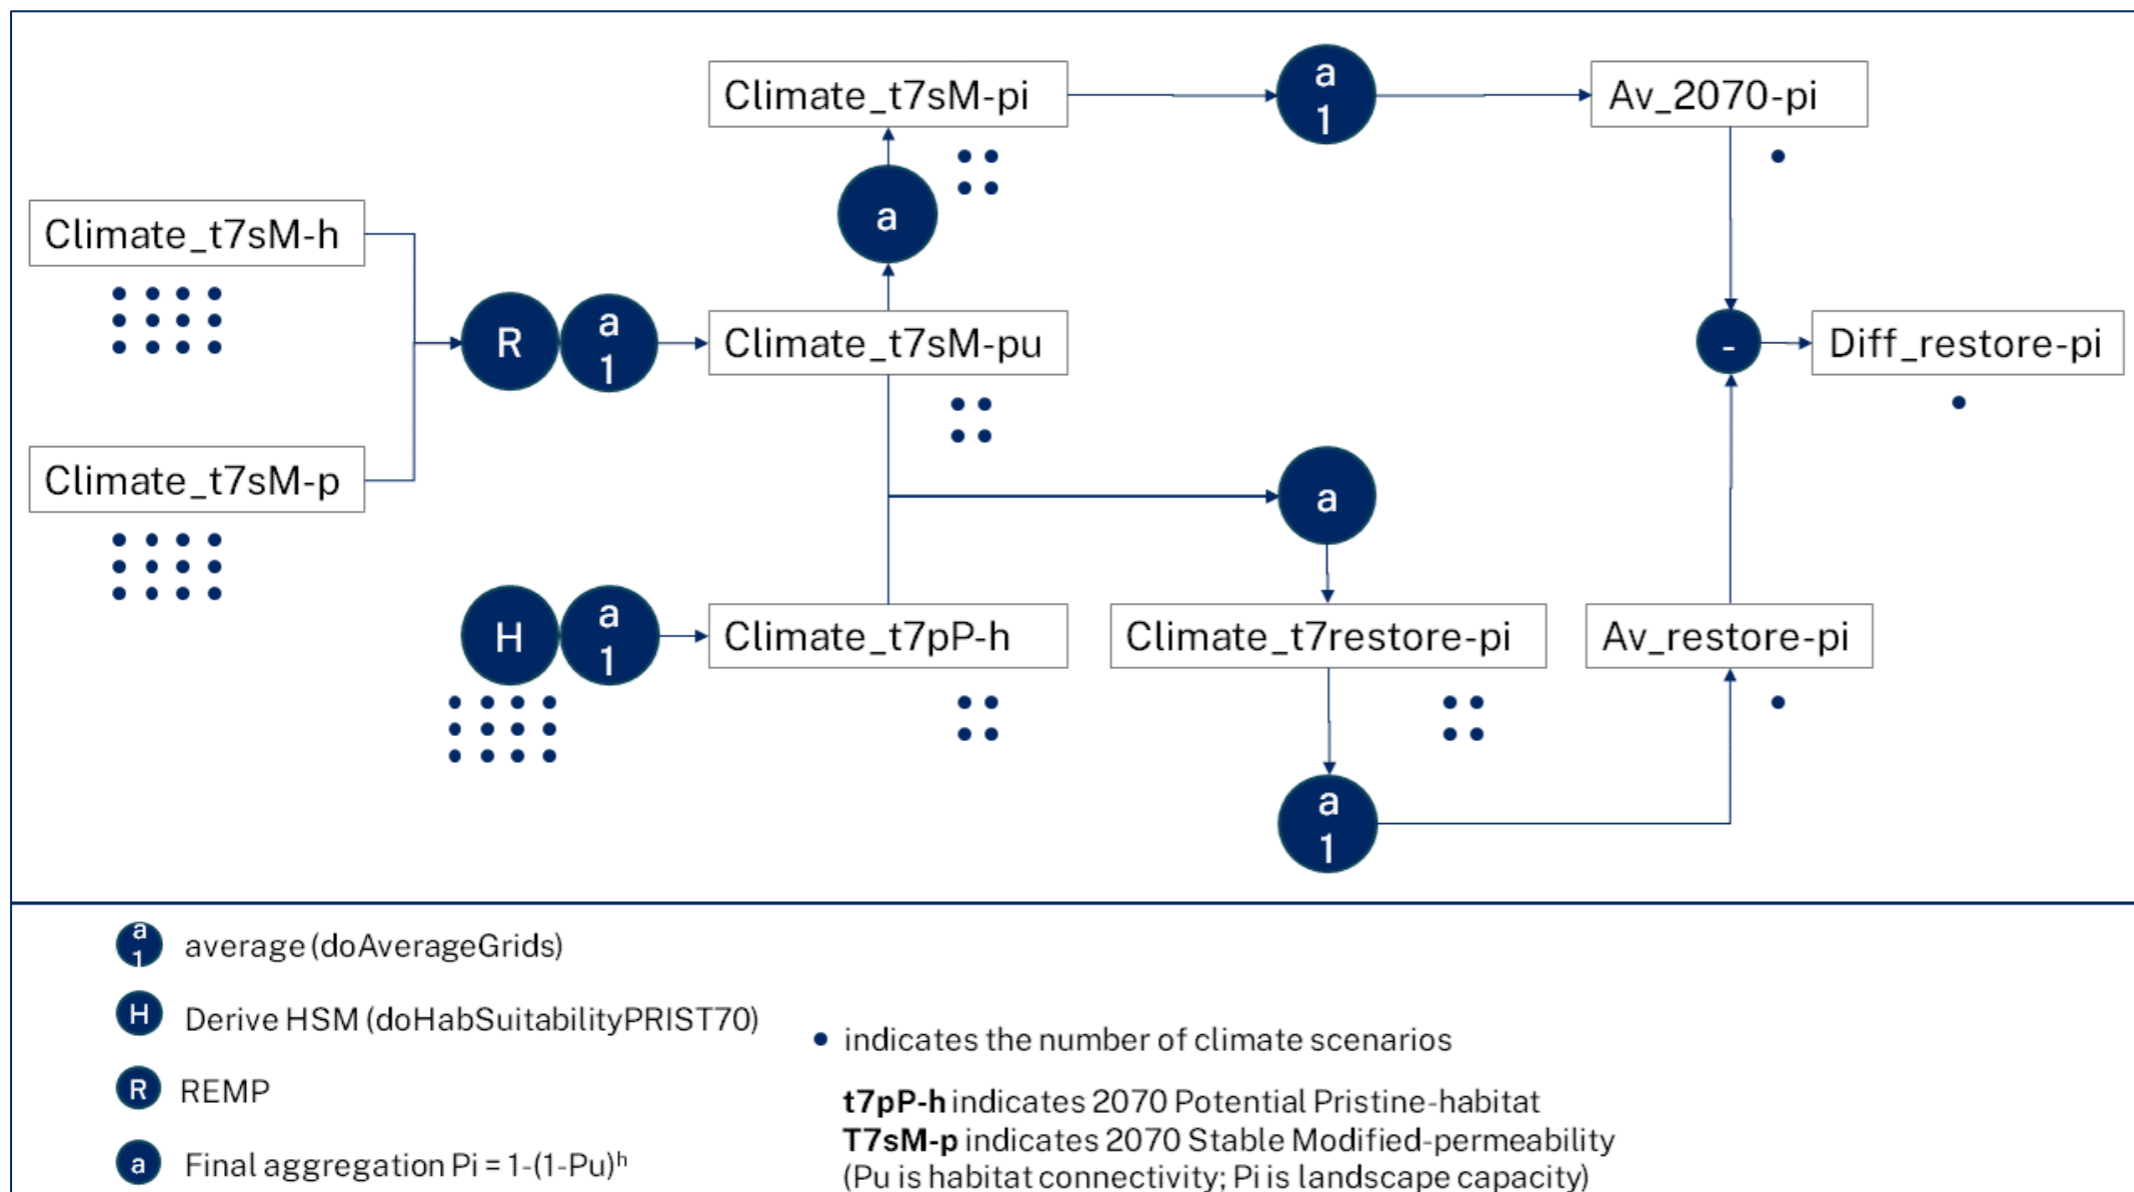 Climate_t7sM-pi
a
1
Av_2070-pi
Climate_t7sM-h
a
R
a
1
Climate_t7sM-pu
-
Diff_restore-pi
Climate_t7sM-p
a
H
a
1
Climate_t7pP-h
Climate_t7restore-pi
Av_restore-pi
a
1
a
1
average (doAverageGrids)
H
Derive HSM (doHabSuitabilityPRIST70)
R
REMP
a
Final aggregation Pi = 1-(1-Pu)ʰ
indicates the number of climate scenarios
t7pP-h indicates 2070 Potential Pristine-habitat
T7sM-p indicates 2070 Stable Modified-permeability
(Pu is habitat connectivity; Pi is landscape capacity)